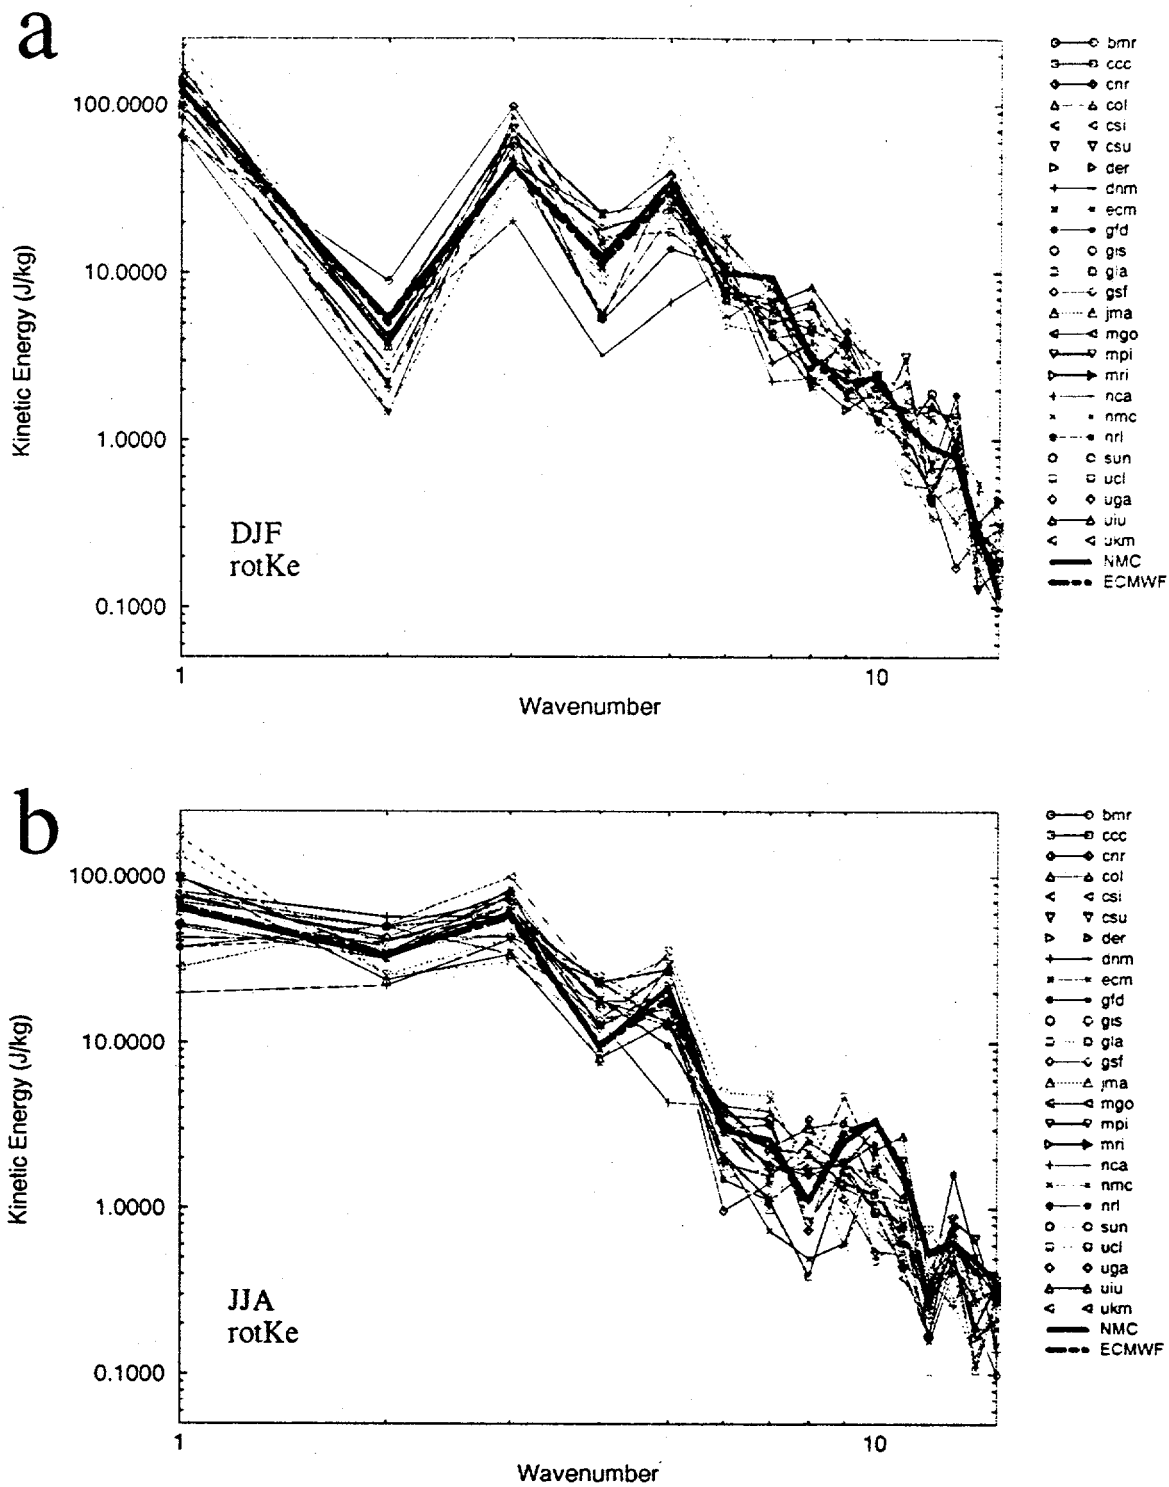 a
100.0000
10.0000
1.0000
0.1000
Kinetic Energy (J/kg)
DJF
rotKe
1
10
Wavenumber
bmr
ccc
cnr
col
csi
csu
der
dnm
ecm
gfd
gis
gla
gsf
jma
mgo
mpi
mri
nca
nmc
nrl
sun
ucl
uga
uiu
ukm
NMC
ECMWF
b
100.0000
10.0000
1.0000
0.1000
Kinetic Energy (J/kg)
JJA
rotKe
1
10
Wavenumber
bmr
ccc
cnr
col
csi
csu
der
dnm
ecm
gfd
gis
gla
gsf
jma
mgo
mpi
mri
nca
nmc
nrl
sun
ucl
uga
uiu
ukm
NMC
ECMWF